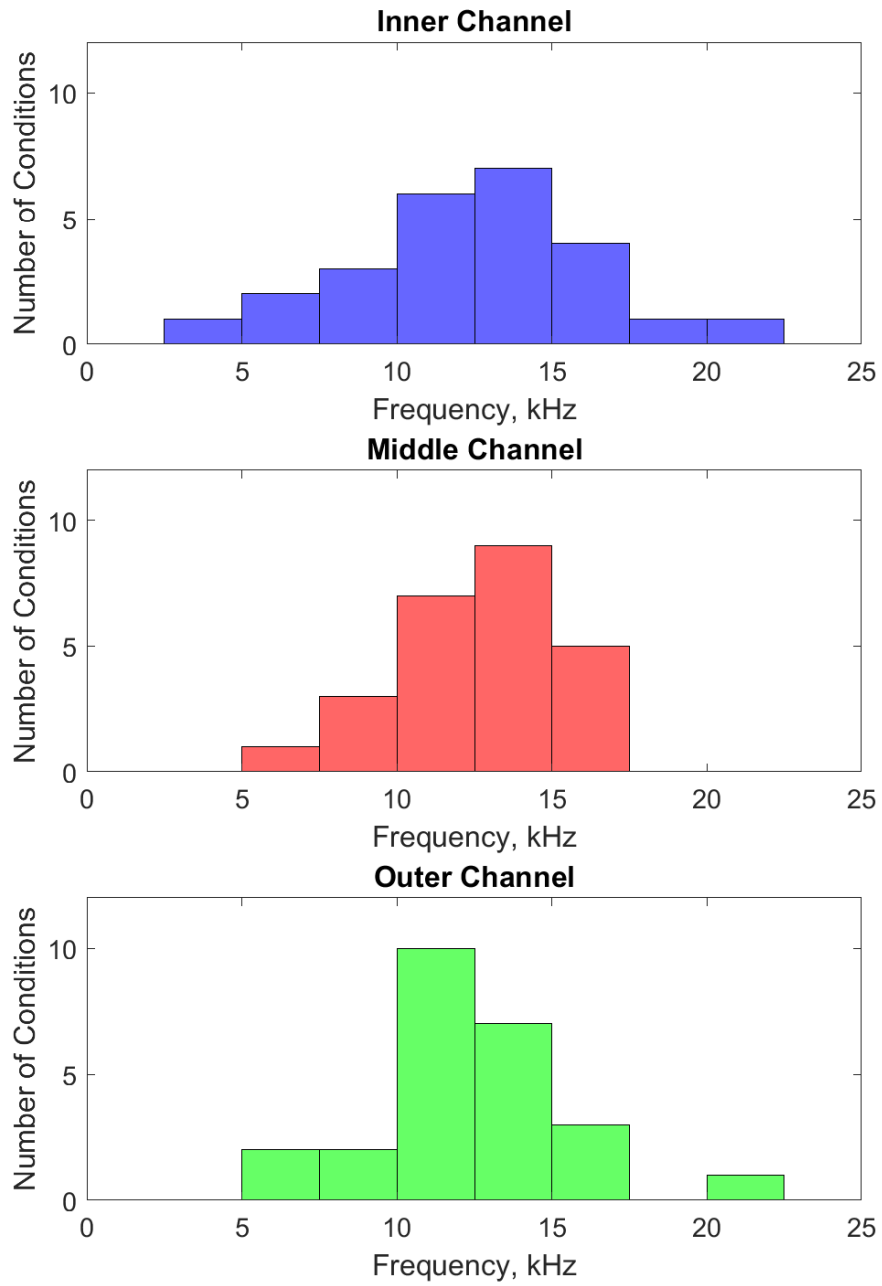 Inner Channel
Number of Conditions
10
5
0
0 5 10 15 20 25
Frequency, kHz
Middle Channel
Number of Conditions
10
5
0
0 5 10 15 20 25
Frequency, kHz
Outer Channel
Number of Conditions
10
5
0
0 5 10 15 20 25
Frequency, kHz